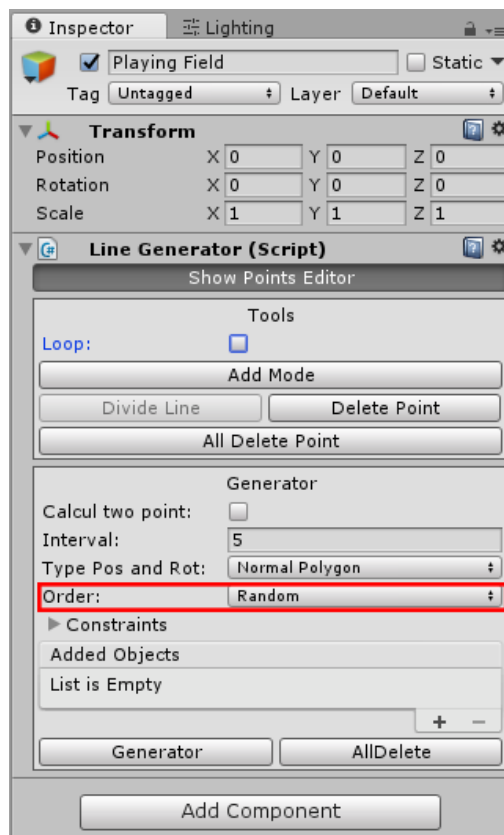 Inspector Lighting
Playing Field Static
Tag Untagged Layer Default
Transform
Position X 0 Y 0 Z 0
Rotation X 0 Y 0 Z 0
Scale X 1 Y 1 Z 1
Line Generator (Script)
Show Points Editor
Tools
Loop:
Add Mode
Divide Line Delete Point
All Delete Point
Generator
Calcul two point:
Interval: 5
Type Pos and Rot: Normal Polygon
Order: Random
Constraints
Added Objects
List is Empty
+ −
Generator AllDelete
Add Component